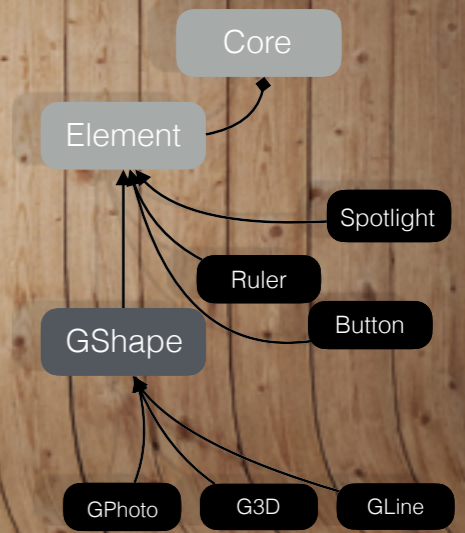 Core
Element
Spotlight
Ruler
Button
GShape
GPhoto
G3D
GLine